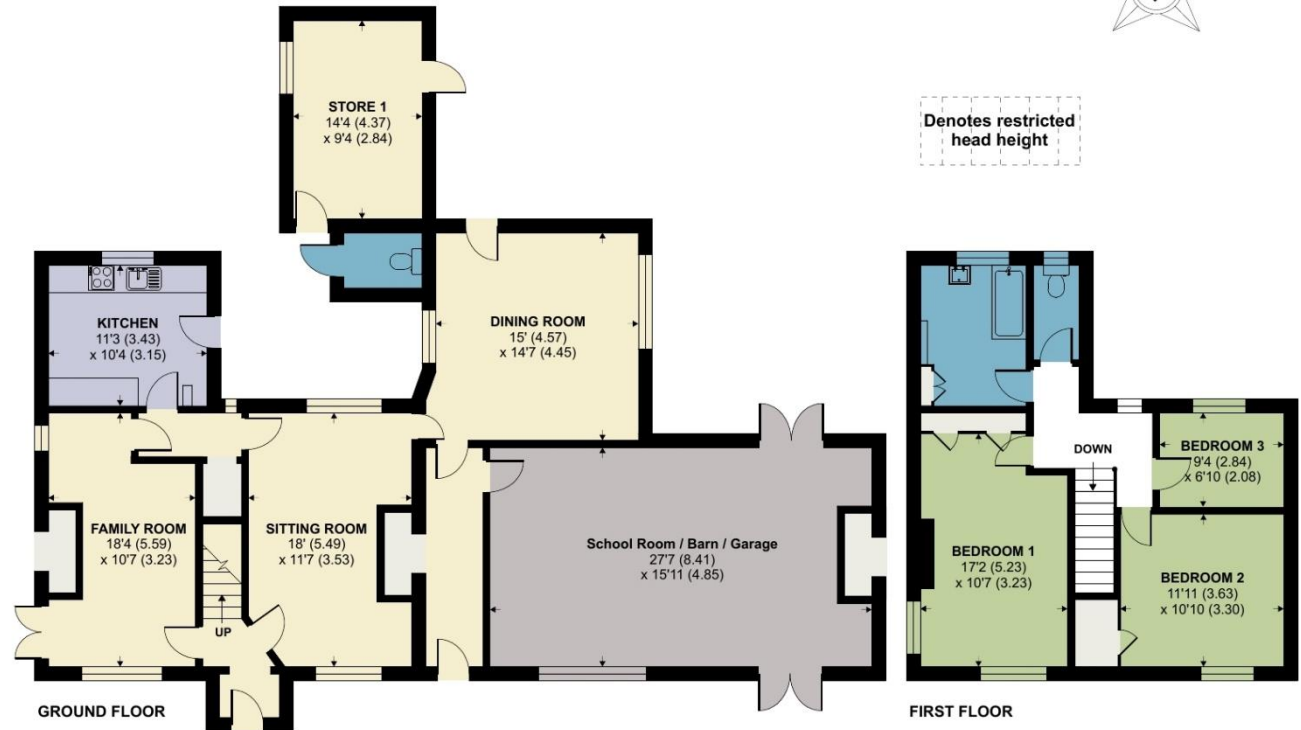 STORE 1
14'4 (4.37)
x 9'4 (2.84)
Denotes restricted
head height
KITCHEN
11'3 (3.43)
x 10'4 (3.15)
DINING ROOM
15' (4.57)
x 14'7 (4.45)
FAMILY ROOM
18'4 (5.59)
x 10'7 (3.23)
SITTING ROOM
18' (5.49)
x 11'7 (3.53)
School Room / Barn / Garage
27'7 (8.41)
x 15'11 (4.85)
UP
GROUND FLOOR
DOWN
BEDROOM 3
9'4 (2.84)
x 6'10 (2.08)
BEDROOM 1
17'2 (5.23)
x 10'7 (3.23)
BEDROOM 2
11'11 (3.63)
x 10'10 (3.30)
FIRST FLOOR